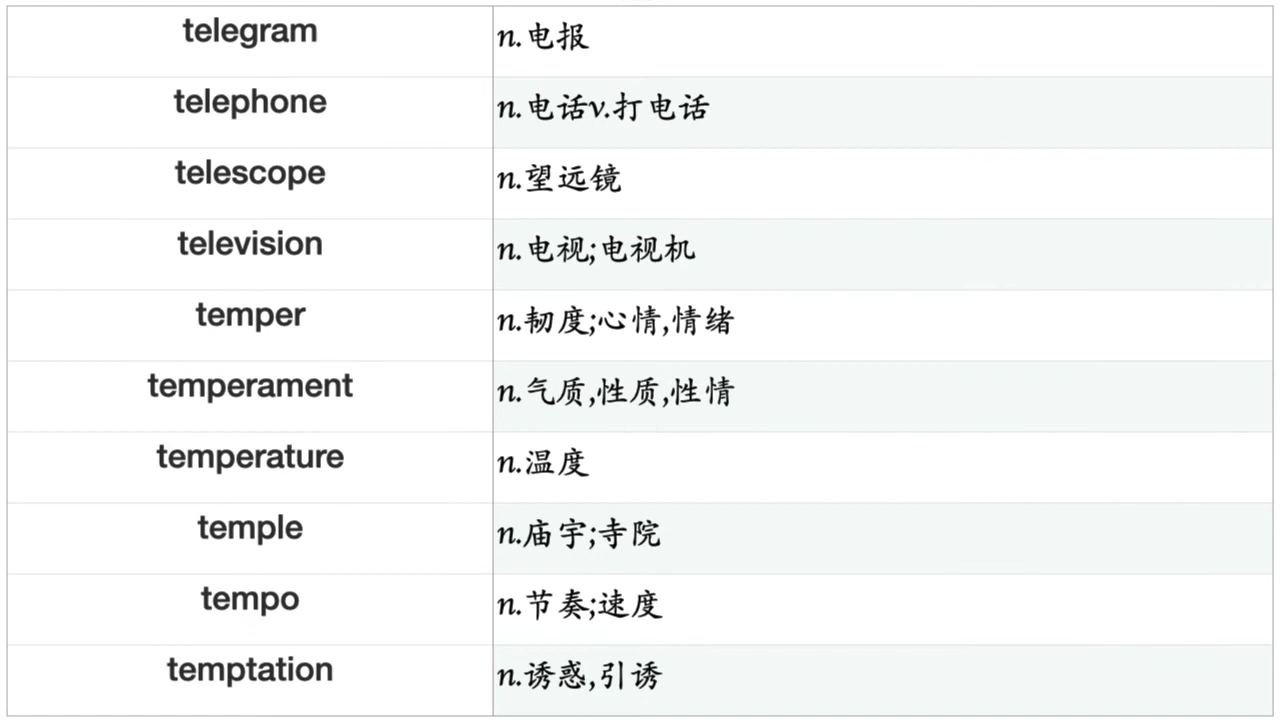 telegram n.电报
telephone n.电话v.打电话
telescope n.望远镜
television n.电视;电视机
temper n.韧度;心情,情绪
temperament n.气质,性质,性情
temperature n.温度
temple n.庙宇;寺院
tempo n.节奏;速度
temptation n.诱惑,引诱